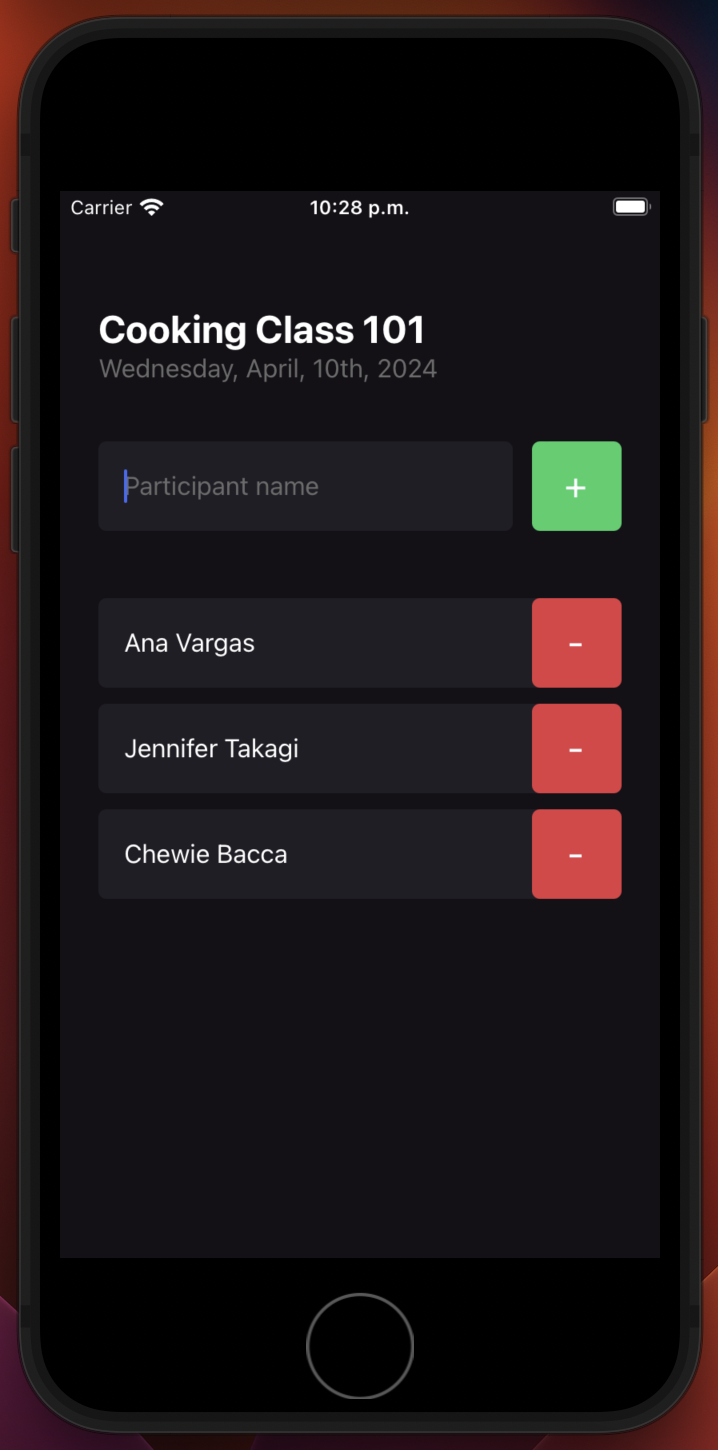 Carrier
10:28 p.m.
Cooking Class 101
Wednesday, April, 10th, 2024
Participant name
+
Ana Vargas
-
Jennifer Takagi
-
Chewie Bacca
-